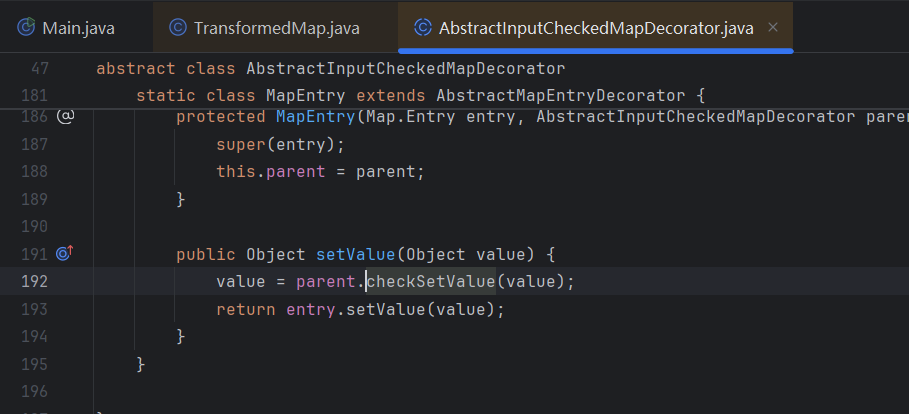 Main.java TransformedMap.java AbstractInputCheckedMapDecorator.java
47 abstract class AbstractInputCheckedMapDecorator
181 static class MapEntry extends AbstractMapEntryDecorator {
186 @ protected MapEntry(Map.Entry entry, AbstractInputCheckedMapDecorator pare
187 super(entry);
188 this.parent = parent;
189 }
190
191 public Object setValue(Object value) {
192 value = parent.checkSetValue(value);
193 return entry.setValue(value);
194 }
195 }
196